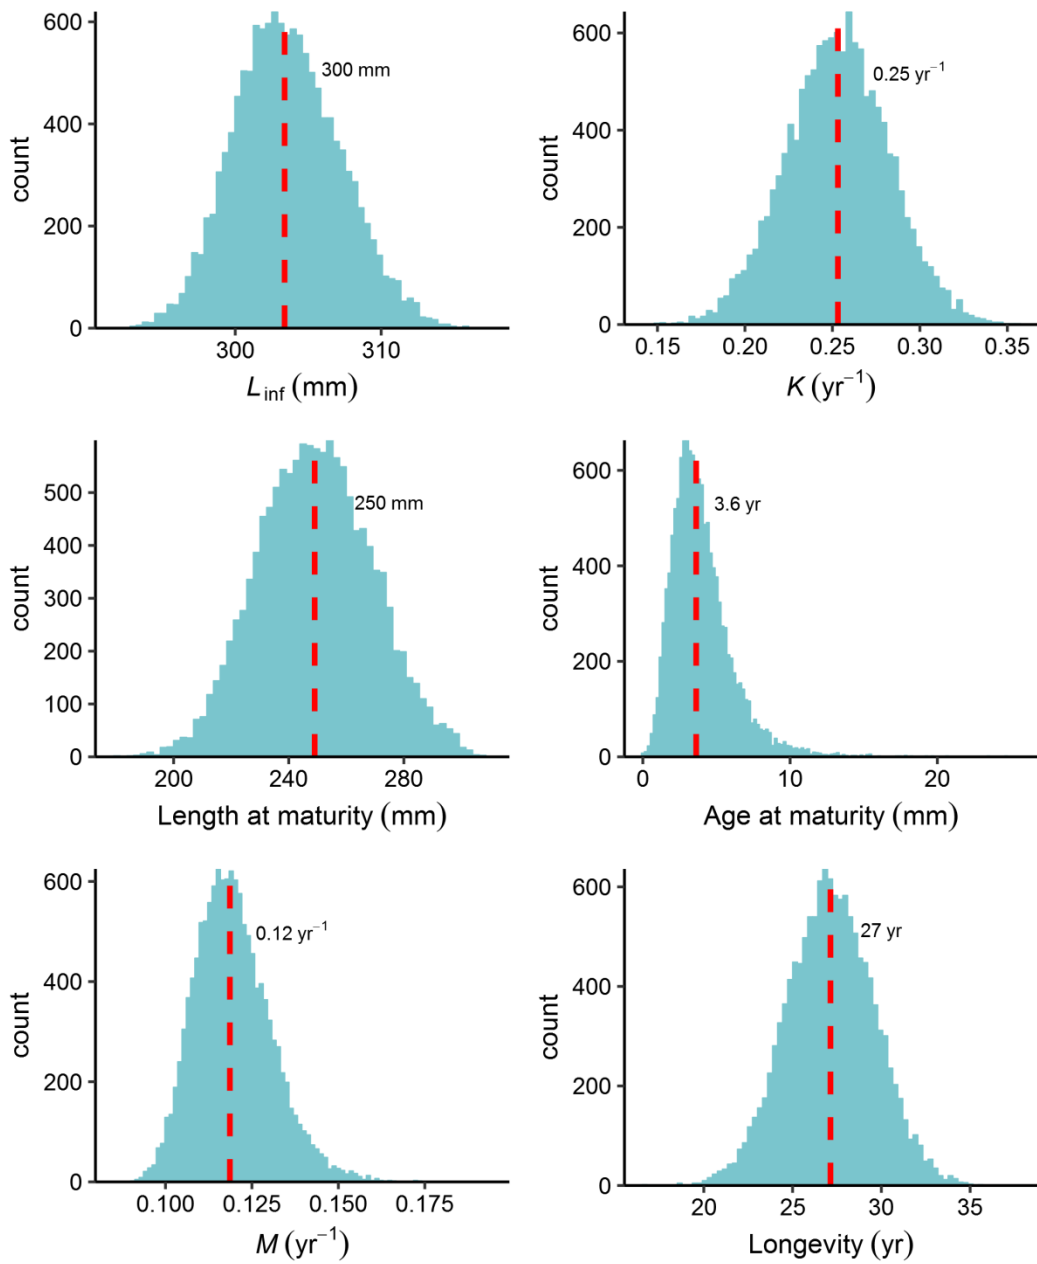 600
400
200
0
count
300 mm
300
310
L inf (mm)
600
400
200
0
count
0.25 yr⁻¹
0.15
0.20
0.25
0.30
0.35
K (yr⁻¹)
500
400
300
200
100
0
count
250 mm
200
240
280
Length at maturity (mm)
600
400
200
0
count
3.6 yr
0
10
20
Age at maturity (mm)
600
400
200
0
count
0.12 yr⁻¹
0.100
0.125
0.150
0.175
M (yr⁻¹)
600
400
200
0
count
27 yr
20
25
30
35
Longevity (yr)